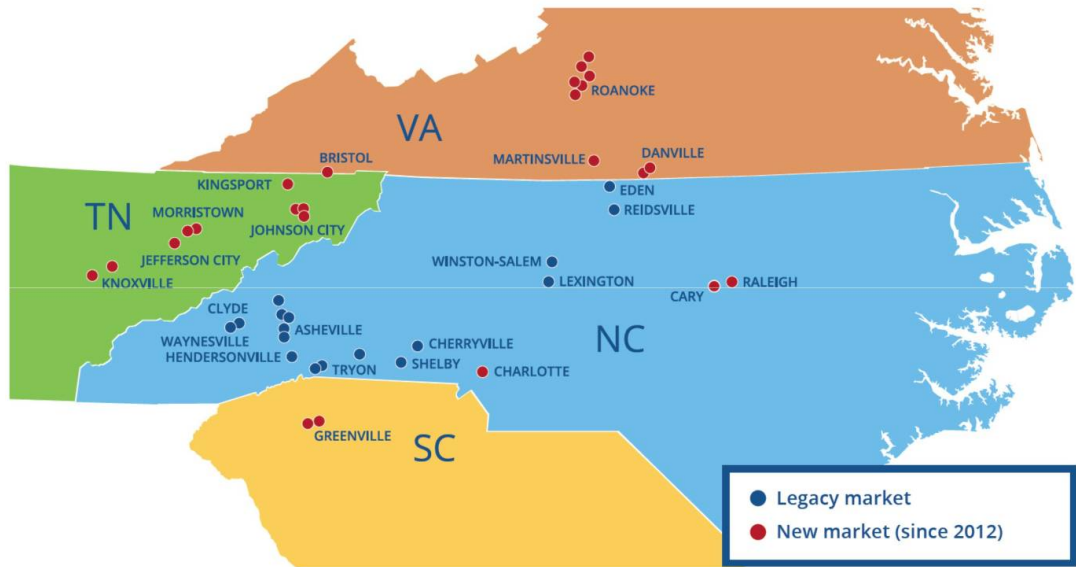 ROANOKE
VA
BRISTOL
MARTINSVILLE
DANVILLE
KINGSPORT
EDEN
TN
MORRISTOWN
REIDSVILLE
JOHNSON CITY
JEFFERSON CITY
WINSTON-SALEM
KNOXVILLE
LEXINGTON
CARY
RALEIGH
CLYDE
ASHEVILLE
NC
WAYNESVILLE
HENDERSONVILLE
CHERRYVILLE
TRYON
SHELBY
CHARLOTTE
GREENVILLE
SC
Legacy market
New market (since 2012)